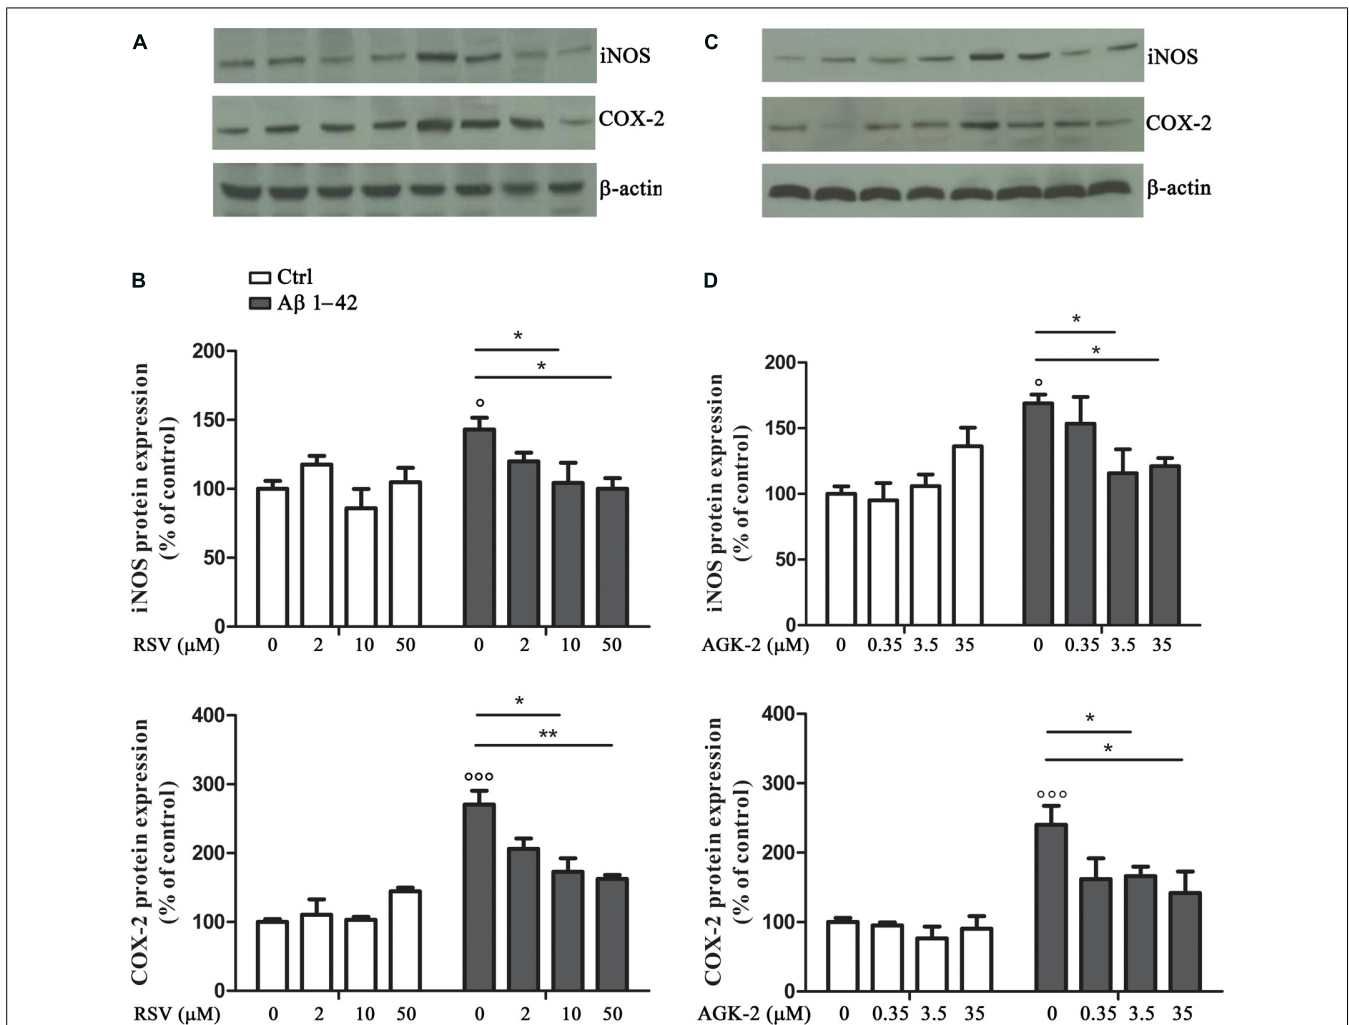 A
iNOS
COX-2
β-actin
C
iNOS
COX-2
β-actin
B
Ctrl
Aβ 1–42
iNOS protein expression
(% of control)
200
150
100
50
0
*
*
°
RSV (μM)
0 2 10 50 0 2 10 50
COX-2 protein expression
(% of control)
400
300
200
100
0
*
**
°°°
RSV (μM)
0 2 10 50 0 2 10 50
D
iNOS protein expression
(% of control)
200
150
100
50
0
*
*
°
AGK-2 (μM)
0 0.35 3.5 35 0 0.35 3.5 35
COX-2 protein expression
(% of control)
400
300
200
100
0
*
*
°°°
AGK-2 (μM)
0 0.35 3.5 35 0 0.35 3.5 35